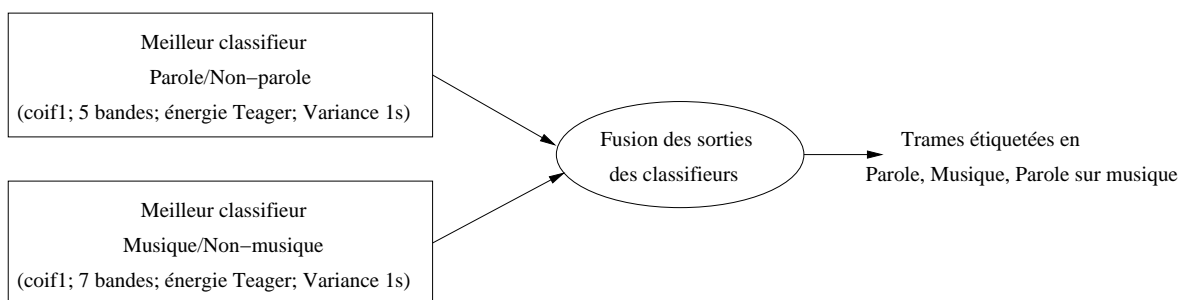 Meilleur classifieur
Parole/Non−parole
(coif1; 5 bandes; énergie Teager; Variance 1s)
Meilleur classifieur
Musique/Non−musique
(coif1; 7 bandes; énergie Teager; Variance 1s)
Fusion des sorties
des classifieurs
Trames étiquetées en
Parole, Musique, Parole sur musique